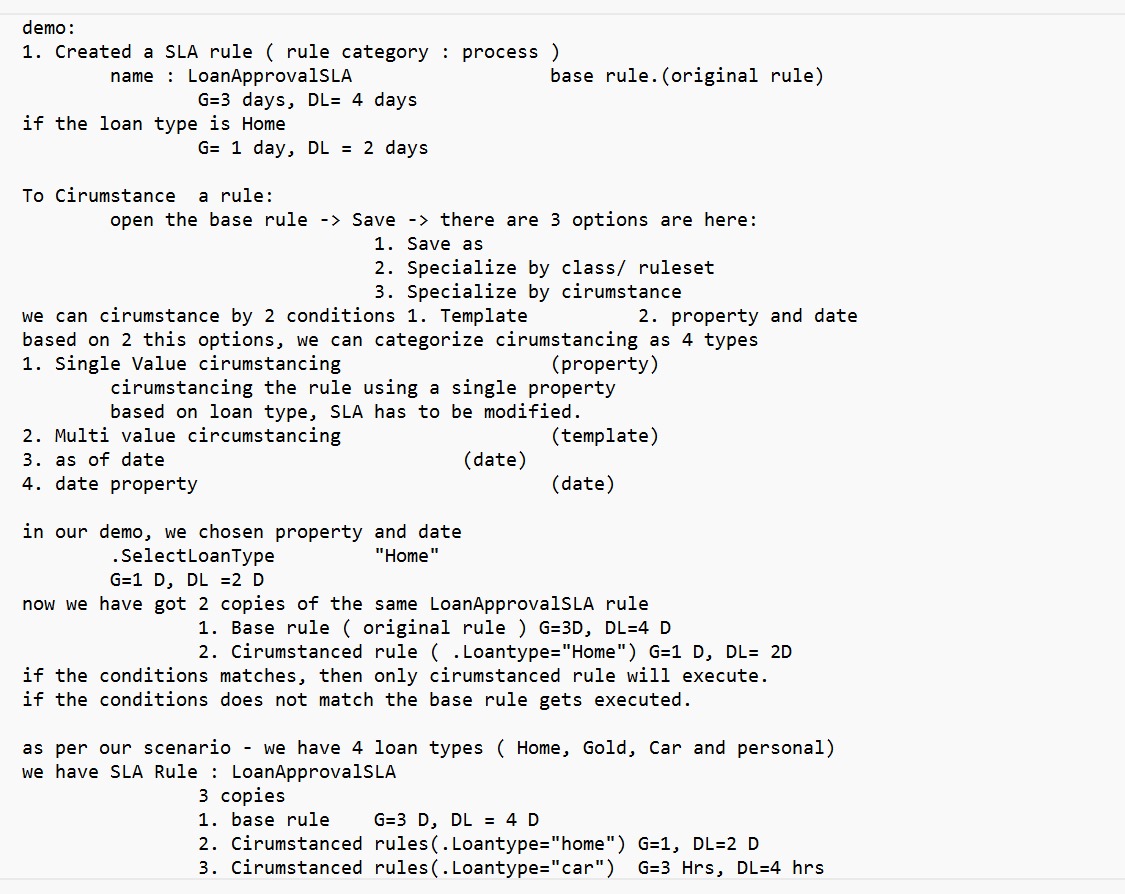 demo:
1. Created a SLA rule ( rule category : process )
name : LoanApprovalSLA base rule.(original rule)
G=3 days, DL= 4 days
if the loan type is Home
G= 1 day, DL = 2 days
To Cirumstance a rule:
open the base rule -> Save -> there are 3 options are here:
1. Save as
2. Specialize by class/ ruleset
3. Specialize by cirumstance
we can cirumstance by 2 conditions 1. Template 2. property and date
based on 2 this options, we can categorize cirumstancing as 4 types
1. Single Value cirumstancing (property)
cirumstancing the rule using a single property
based on loan type, SLA has to be modified.
2. Multi value circumstancing (template)
3. as of date (date)
4. date property (date)
in our demo, we chosen property and date
.SelectLoanType "Home"
G=1 D, DL =2 D
now we have got 2 copies of the same LoanApprovalSLA rule
1. Base rule ( original rule ) G=3D, DL=4 D
2. Cirumstanced rule ( .Loantype="Home") G=1 D, DL= 2D
if the conditions matches, then only cirumstanced rule will execute.
if the conditions does not match the base rule gets executed.
as per our scenario - we have 4 loan types ( Home, Gold, Car and personal)
we have SLA Rule : LoanApprovalSLA
3 copies
1. base rule G=3 D, DL = 4 D
2. Cirumstanced rules(.Loantype="home") G=1, DL=2 D
3. Cirumstanced rules(.Loantype="car") G=3 Hrs, DL=4 hrs